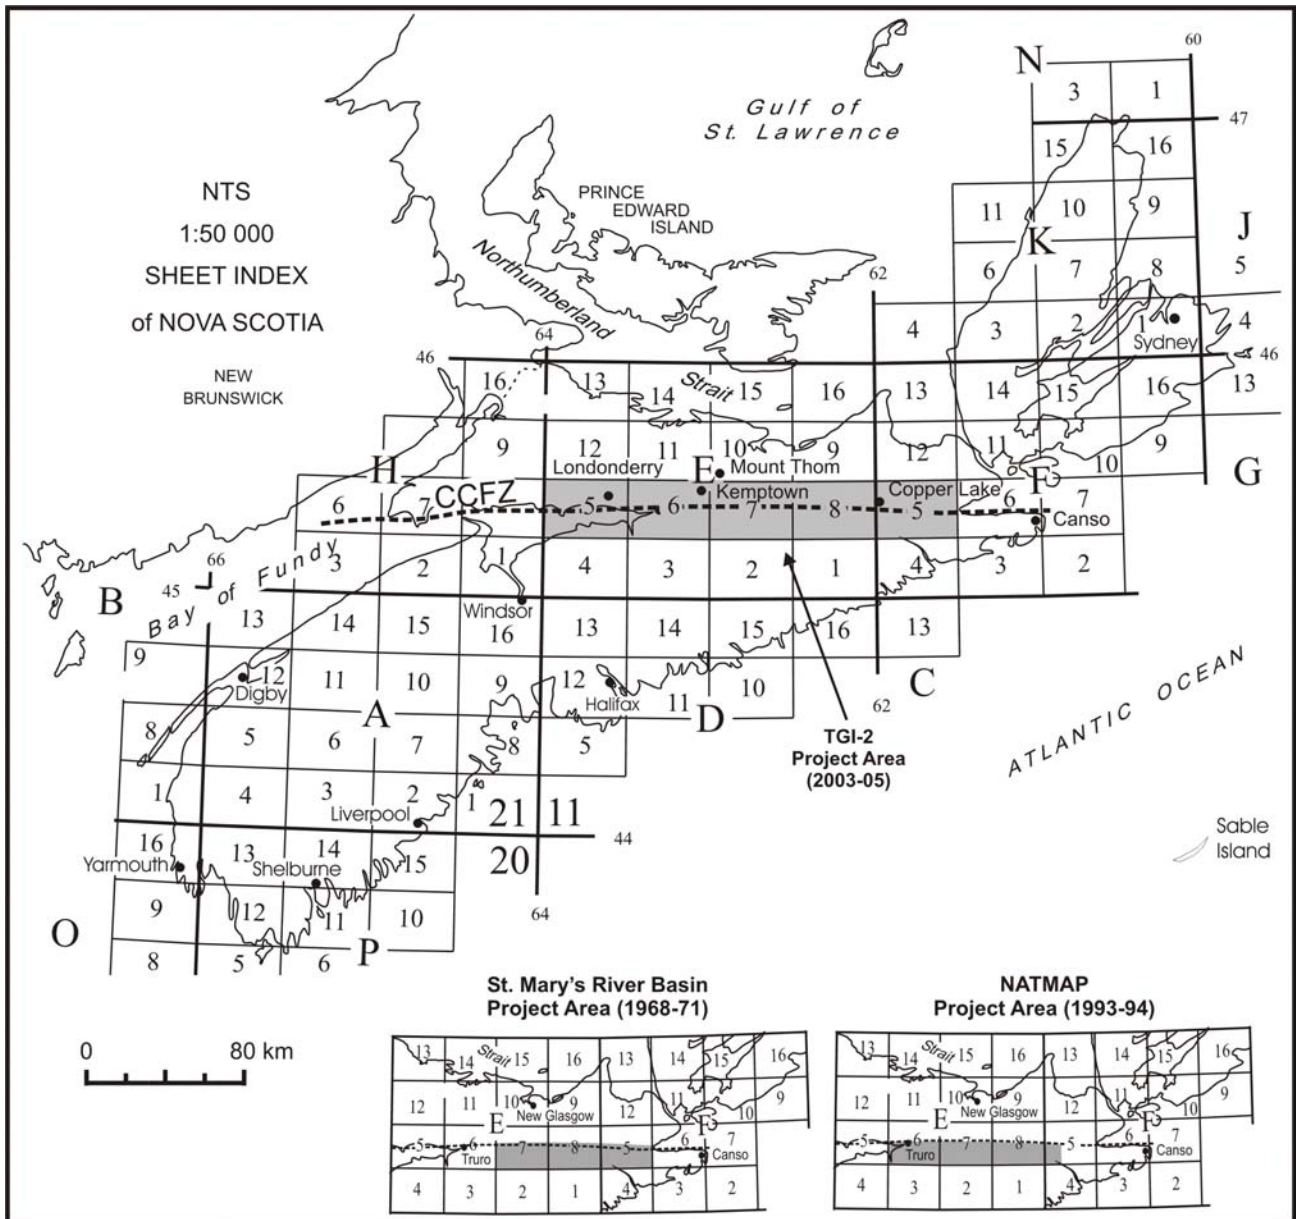 60
N
3 1
Gulf of
St. Lawrence
47
15 16
NTS
1:50 000
SHEET INDEX
of NOVA SCOTIA
PRINCE
EDWARD
ISLAND
11 10 9
K J
Northumberland
62
6 7 8 5
64
4 3 2 1 4
Sydney
46 46
NEW
BRUNSWICK
16 13 14 Strait 15 16 13 14 15 16 13
9 12 11 10 9 12 11 10 9
H Londonderry E Mount Thom F G
Kemptown Copper Lake
6 7 CCFZ 5 6 7 8 5 6 7
Canso
66
3 2 1 4 3 2 1 4 3 2
45
B Bay of Fundy
Windsor
13 14 15 16 13 14 15 16 13
9 12 11 10 9 12 11 10
Digby Halifax
C
62
A D
8 5 6 7 8 5
TGI-2
Project Area
(2003-05)
ATLANTIC OCEAN
1 4 3 2 1 21 11
Liverpool
44
20
Sable
Island
16 13 14 15
Yarmouth Shelburne
9 12 11 10
64
O P
8 5 6
St. Mary's River Basin
Project Area (1968-71)
NATMAP
Project Area (1993-94)
0 80 km
13 14 Strait 15 16 13 14 15 16
12 11 10 9 12 11 10 9
New Glasgow
E F
5 6 7 8 5 6 7
Truro Canso
4 3 2 1 4 3 2
13 14 Strait 15 16 13 14 15 16
12 11 10 9 12 11 10 9
New Glasgow
E F
5 6 7 8 5 6 7
Truro Canso
4 3 2 1 4 3 2